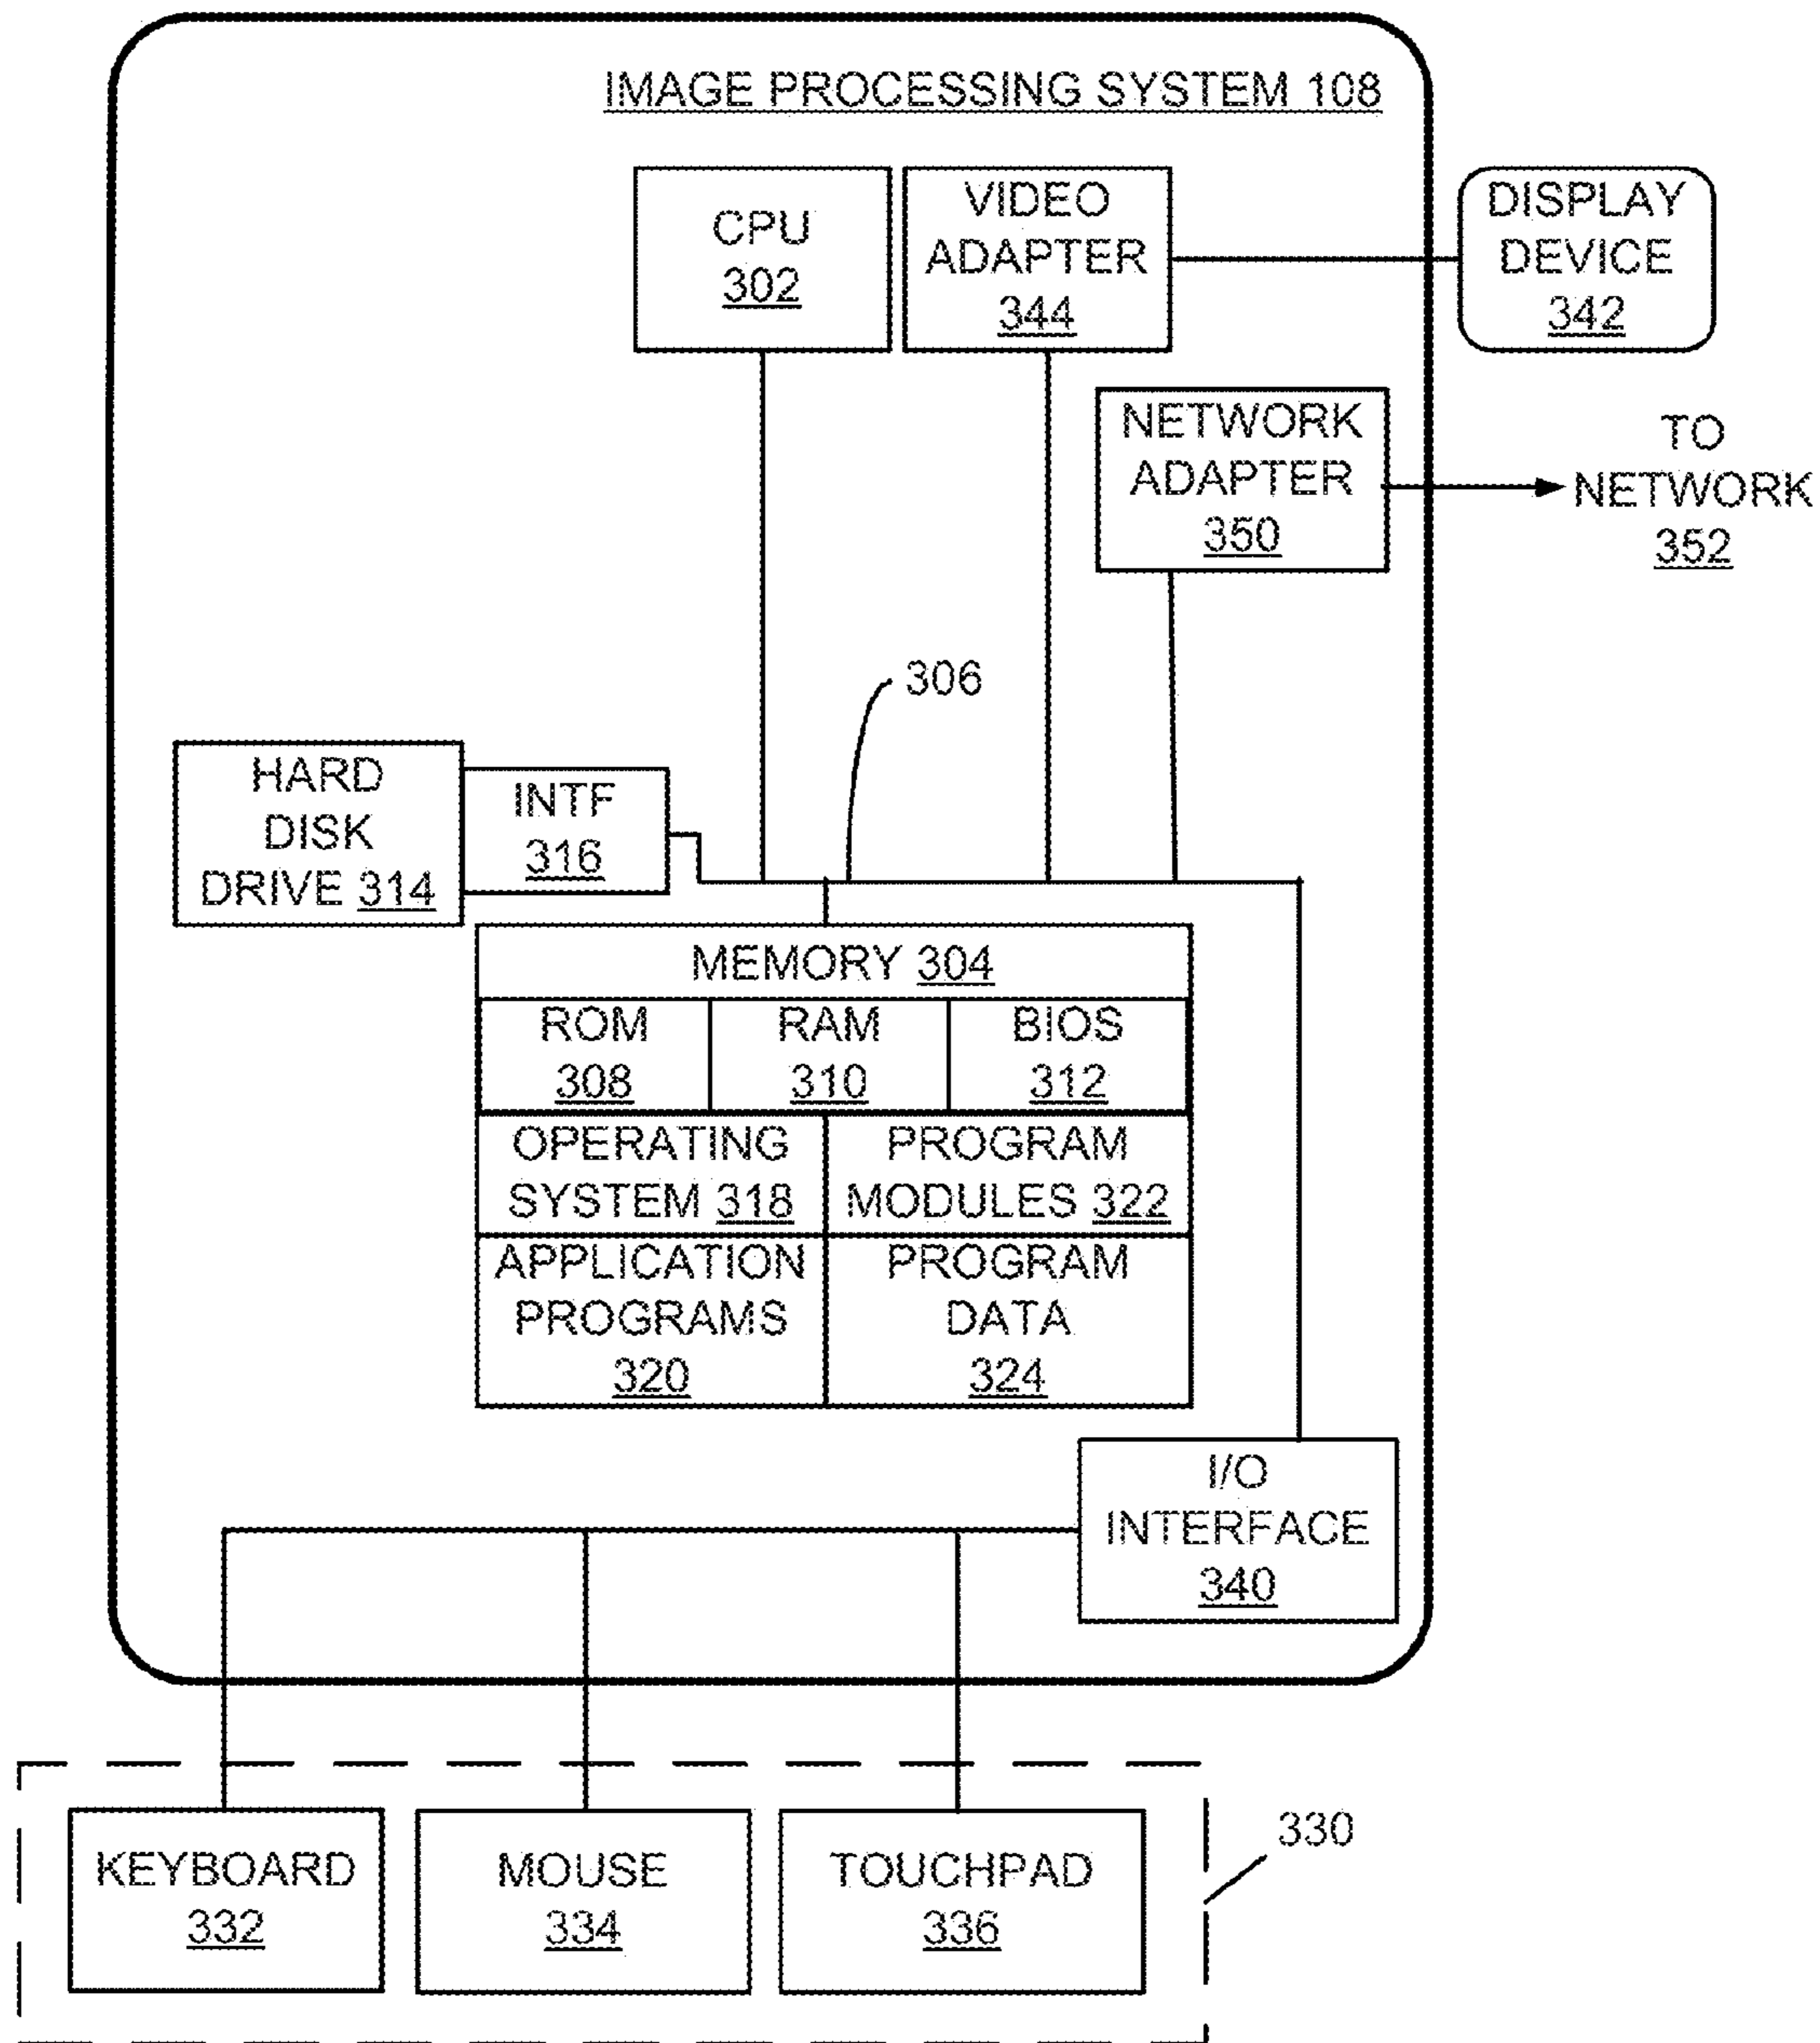 IMAGE PROCESSING SYSTEM 108
CPU
302
VIDEO
ADAPTER
344
DISPLAY
DEVICE
342
NETWORK
ADAPTER
350
TO
NETWORK
352
306
HARD
DISK
DRIVE 314
INTF
316
MEMORY 304
ROM
308
RAM
310
BIOS
312
OPERATING
SYSTEM 318
PROGRAM
MODULES 322
APPLICATION
PROGRAMS
320
PROGRAM
DATA
324
I/O
INTERFACE
340
330
KEYBOARD
332
MOUSE
334
TOUCHPAD
336